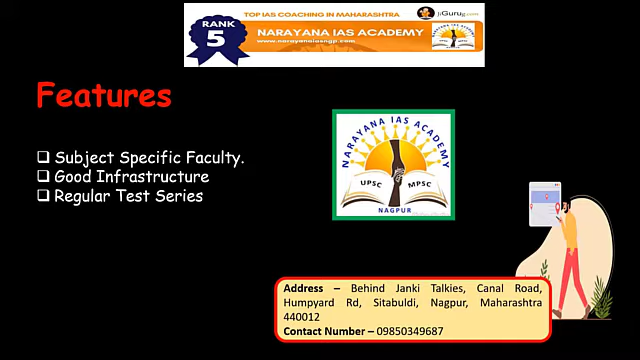 TOP IAS COACHING IN MAHARASHTRA
JiGuruG.com
RANK
5
NARAYANA IAS ACADEMY
www.narayanaiasngp.com
Features
Subject Specific Faculty.
Good Infrastructure
Regular Test Series
NARAYANA IAS ACADEMY
UPSC
MPSC
NAGPUR
Address – Behind Janki Talkies, Canal Road,
Humpyard Rd, Sitabuldi, Nagpur, Maharashtra
440012
Contact Number – 09850349687